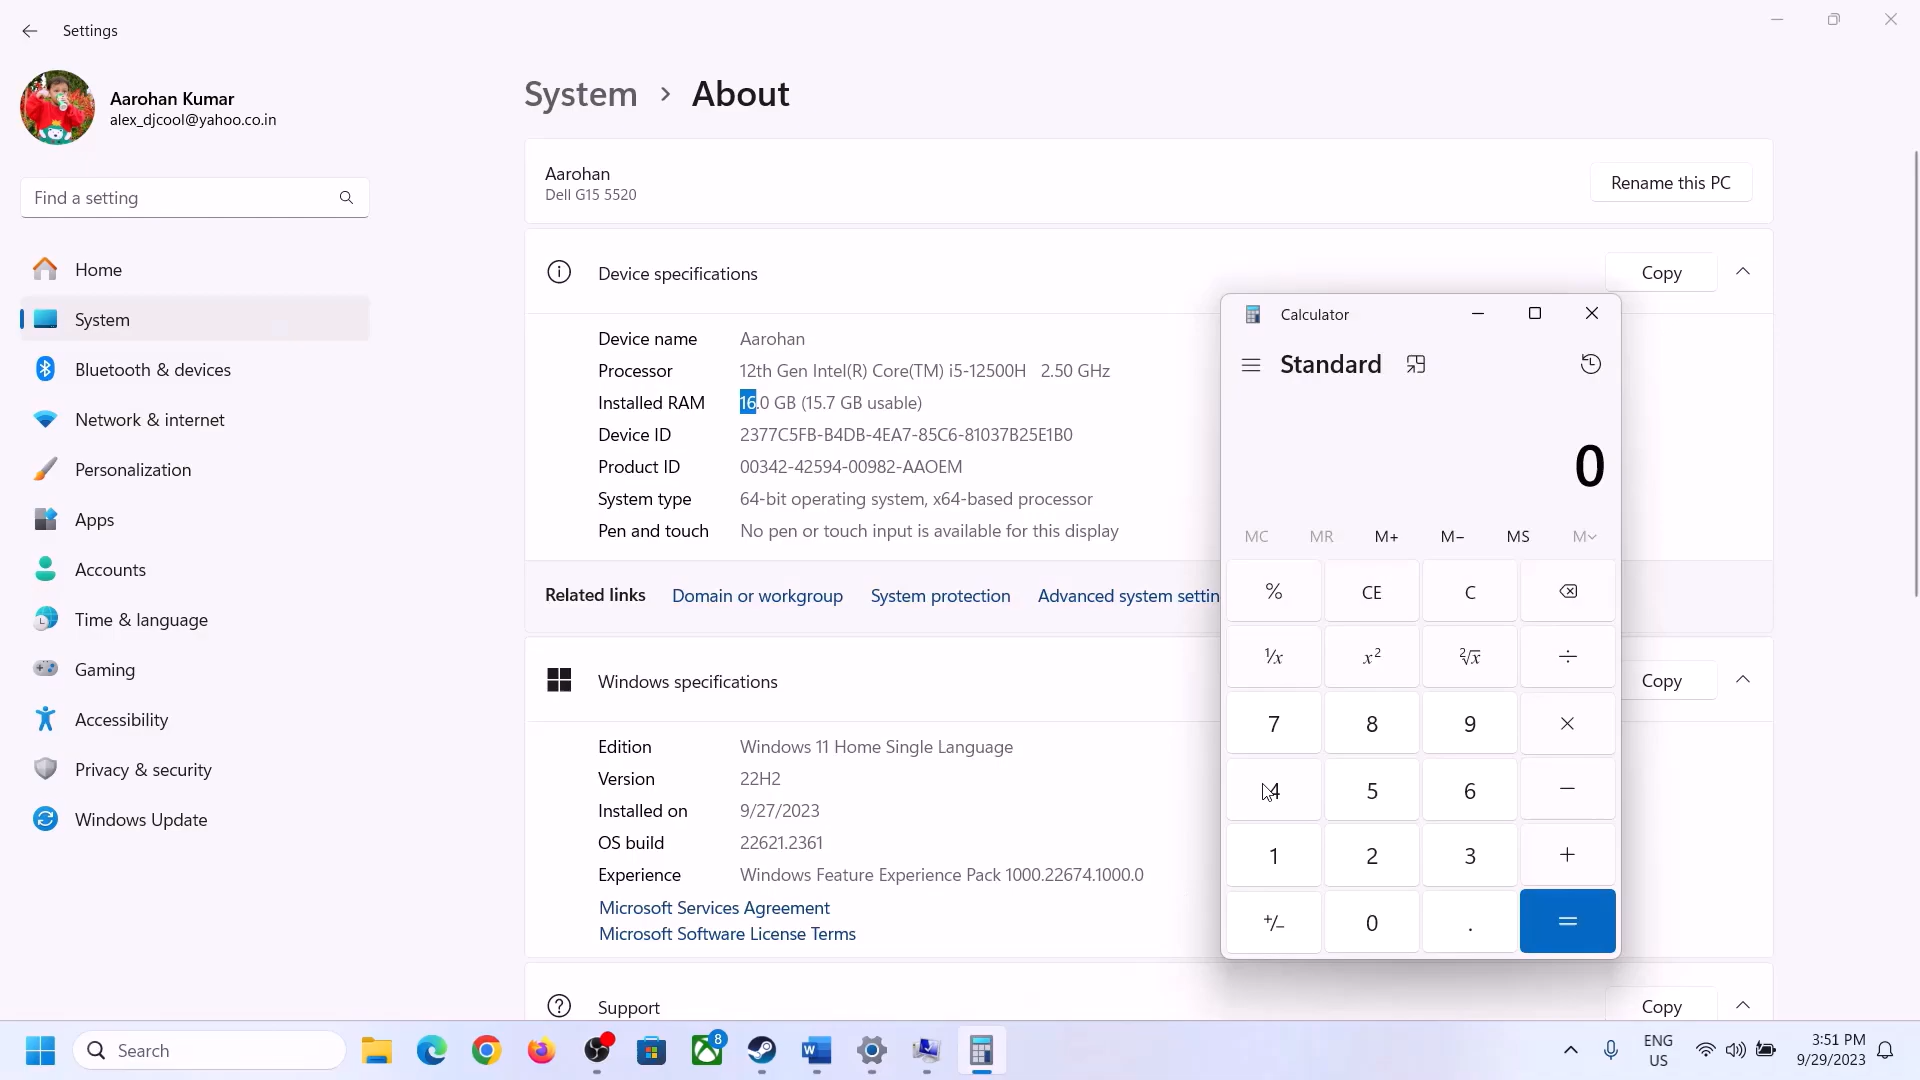 Settings
Aarohan Kumar
alex_djcool@yahoo.co.in
Find a setting
Home
System
Bluetooth & devices
Network & internet
Personalization
Apps
Accounts
Time & language
Gaming
Accessibility
Privacy & security
Windows Update
System > About
Aarohan
Dell G15 5520
Rename this PC
Device specifications
Copy
Device name Aarohan
Processor 12th Gen Intel(R) Core(TM) i5-12500H 2.50 GHz
Installed RAM 16.0 GB (15.7 GB usable)
Device ID 2377C5FB-B4DB-4EA7-85C6-81037B25E1B0
Product ID 00342-42594-00982-AAOEM
System type 64-bit operating system, x64-based processor
Pen and touch No pen or touch input is available for this display
Related links Domain or workgroup System protection Advanced system settin
Windows specifications
Copy
Edition Windows 11 Home Single Language
Version 22H2
Installed on 9/27/2023
OS build 22621.2361
Experience Windows Feature Experience Pack 1000.22674.1000.0
Microsoft Services Agreement
Microsoft Software License Terms
Support
Copy
Calculator
Standard
0
MC MR M+ M− MS M
% CE C
¹/x x² ²√x ÷
7 8 9 ×
4 5 6 −
1 2 3 +
+/− 0 . =
Search
8
ENG
US
3:51 PM
9/29/2023